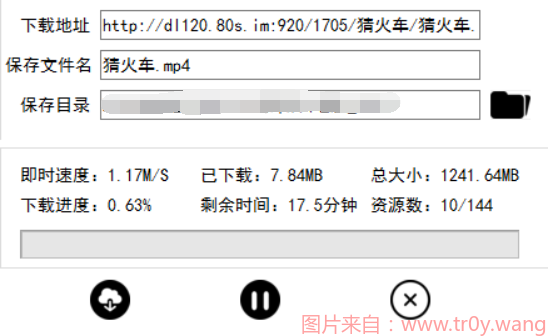 下载地址 http://dl120.80s.im:920/1705/猜火车/猜火车.
保存文件名 猜火车.mp4
保存目录
即时速度：1.17M/S 已下载：7.84MB 总大小：1241.64MB
下载进度：0.63% 剩余时间：17.5分钟 资源数：10/144
图片来自：www.tr0y.wang